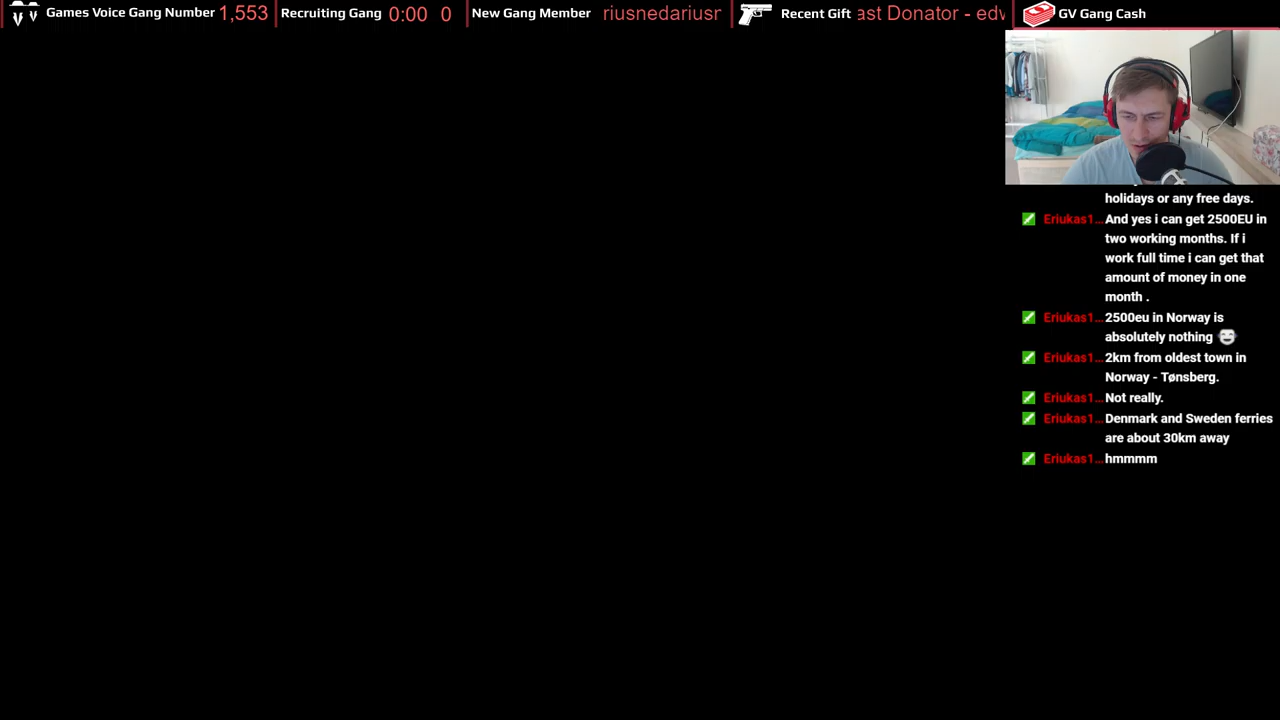 Games Voice Gang Number 1,553 Recruiting Gang 0:00 0 New Gang Member riusnedariusr Recent Gift ast Donator - edv GV Gang Cash
holidays or any free days.
Eriukas1... And yes i can get 2500EU in
two working months. If i
work full time i can get that
amount of money in one
month .
Eriukas1... 2500eu in Norway is
absolutely nothing
Eriukas1... 2km from oldest town in
Norway - Tønsberg.
Eriukas1... Not really.
Eriukas1... Denmark and Sweden ferries
are about 30km away
Eriukas1... hmmmm